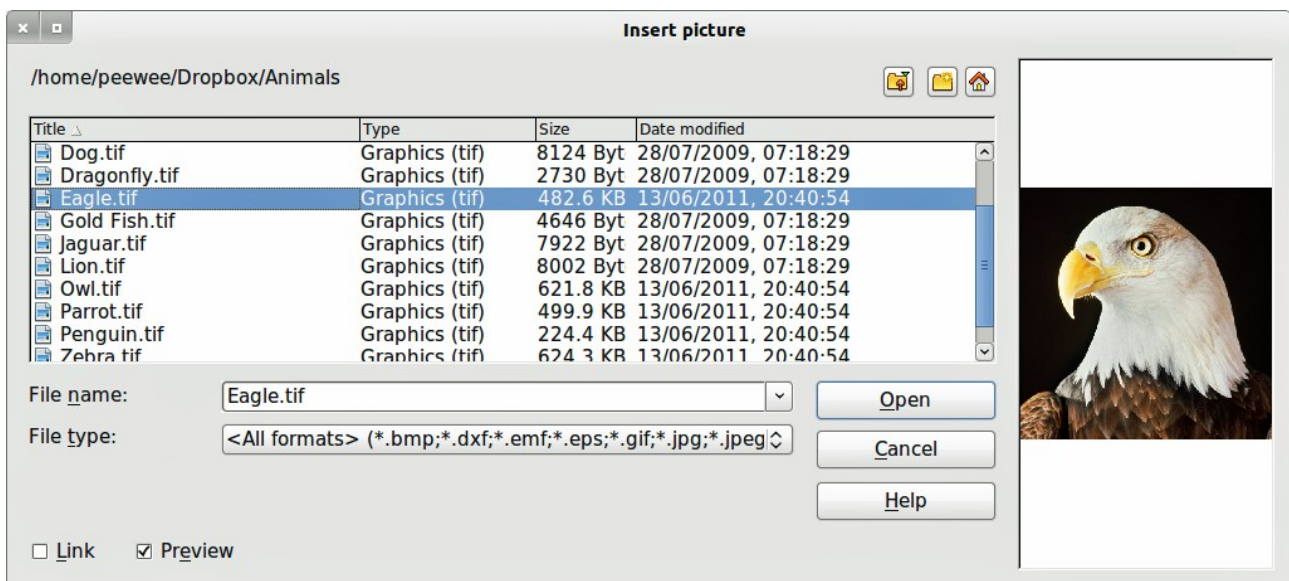 Insert picture
/home/peewee/Dropbox/Animals
Title Type Size Date modified
Dog.tif Graphics (tif) 8124 Byt 28/07/2009, 07:18:29
Dragonfly.tif Graphics (tif) 2730 Byt 28/07/2009, 07:18:29
Eagle.tif Graphics (tif) 482.6 KB 13/06/2011, 20:40:54
Gold Fish.tif Graphics (tif) 4646 Byt 28/07/2009, 07:18:29
Jaguar.tif Graphics (tif) 7922 Byt 28/07/2009, 07:18:29
Lion.tif Graphics (tif) 8002 Byt 28/07/2009, 07:18:29
Owl.tif Graphics (tif) 621.8 KB 13/06/2011, 20:40:54
Parrot.tif Graphics (tif) 499.9 KB 13/06/2011, 20:40:54
Penguin.tif Graphics (tif) 224.4 KB 13/06/2011, 20:40:54
Zebra.tif Graphics (tif) 624.3 KB 13/06/2011, 20:40:54
File name: Eagle.tif Open
File type: <All formats> (*.bmp;*.dxf;*.emf;*.eps;*.gif;*.jpg;*.jpeg
Cancel
Help
Link Preview